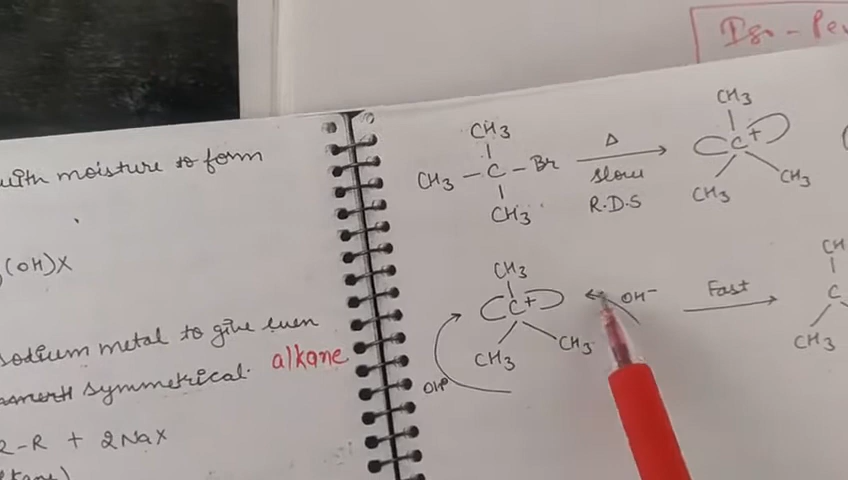 Iso - Pe
with moisture to form
(OH)X
sodium metal to give even
symmetrical alkane
R-R + 2NaX
CH3
CH3 - C - Br
CH3
Δ
slow
R.D.S
CH3
C+
CH3 CH3
CH3
C+
CH3 CH3
OH⁻
OH⊖
Fast
CH
C
CH3